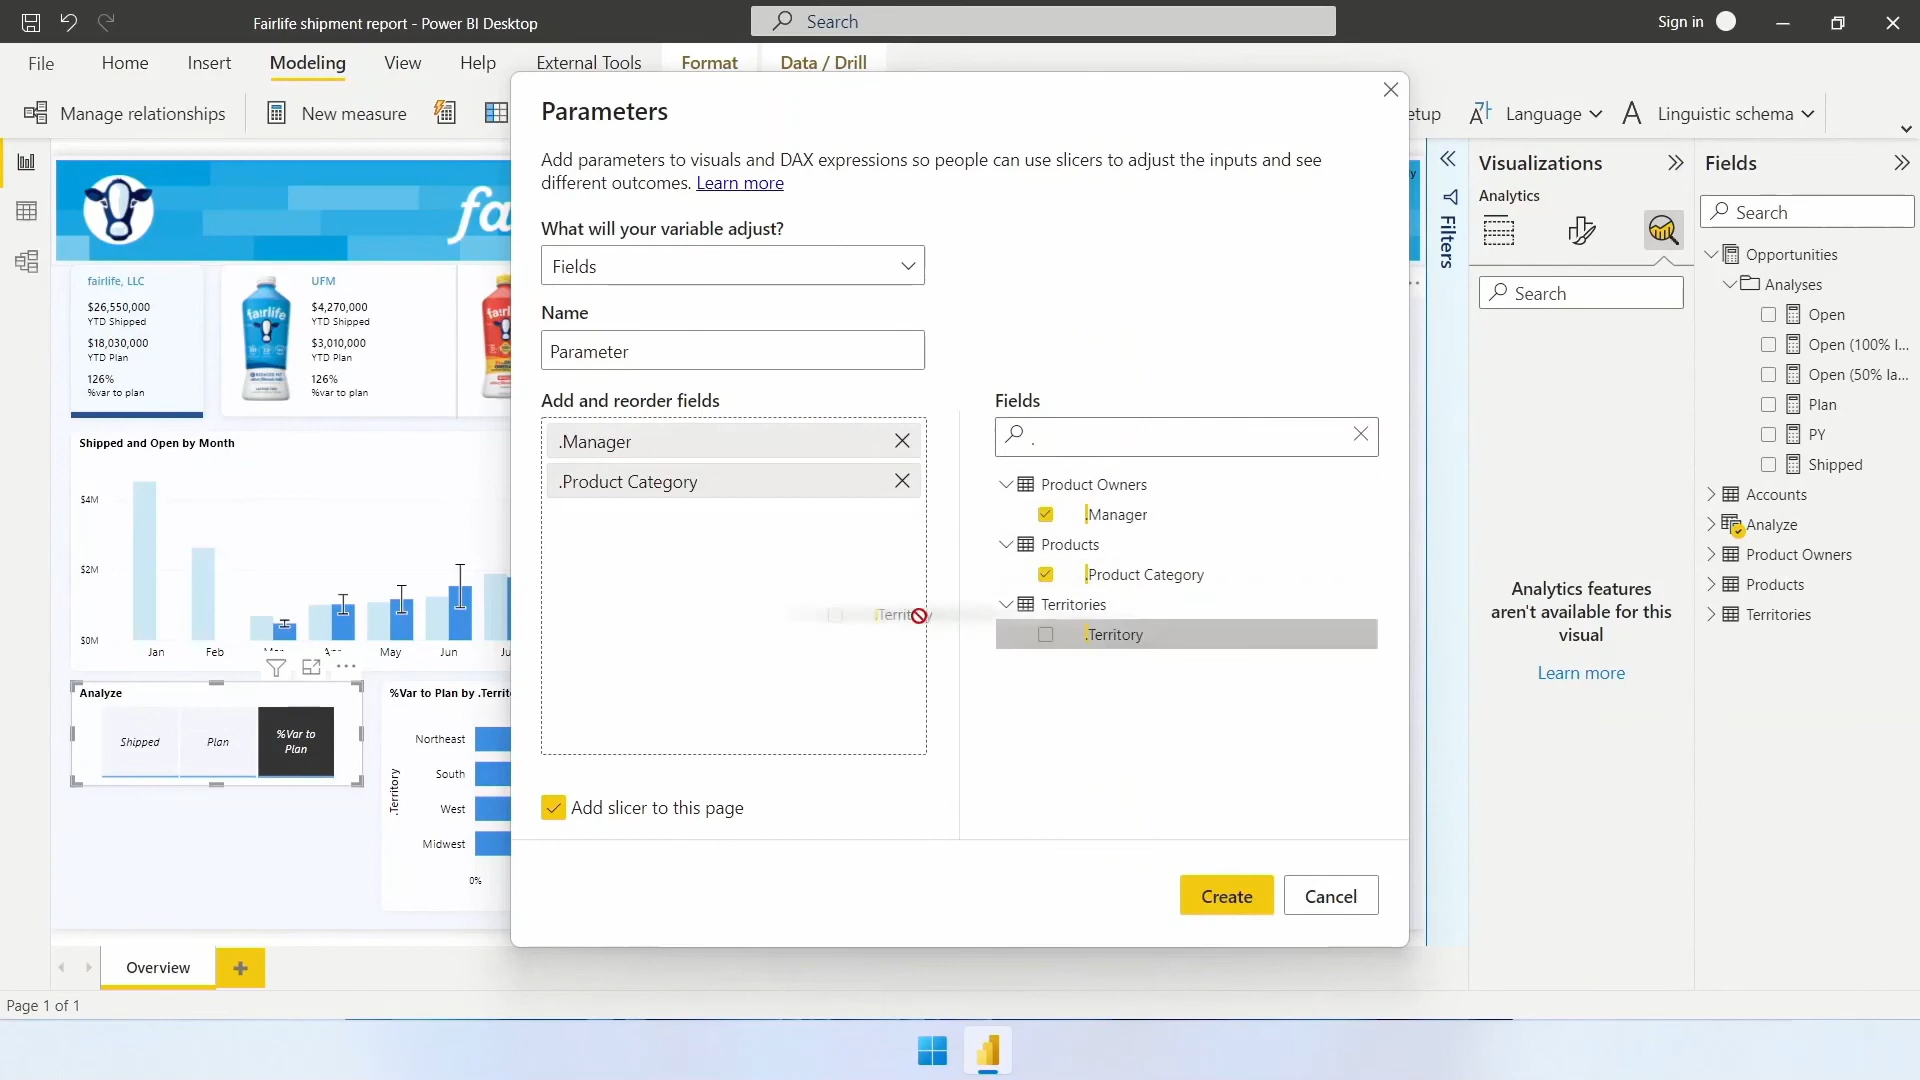 Fairlife shipment report - Power BI Desktop
Search
Sign in
File
Home
Insert
Modeling
View
Help
External Tools
Format
Data / Drill
Manage relationships
New measure
Language
Linguistic schema
Parameters
Add parameters to visuals and DAX expressions so people can use slicers to adjust the inputs and see
different outcomes. Learn more
What will your variable adjust?
Fields
Name
Parameter
Add and reorder fields
.Manager
.Product Category
.Territory
Add slicer to this page
Fields
.
Product Owners
.Manager
Products
.Product Category
Territories
.Territory
Create
Cancel
fairlife, LLC
$26,550,000
YTD Shipped
$18,030,000
YTD Plan
126%
%var to plan
fairlife
UFM
$4,270,000
YTD Shipped
$3,010,000
YTD Plan
126%
%var to plan
Shipped and Open by Month
$4M
$2M
$0M
Jan
Feb
May
Jun
Analyze
Shipped
Plan
%Var to
Plan
%Var to Plan by .Territ
.Territory
Northeast
South
West
Midwest
0%
Filters
Visualizations
Analytics
Search
Analytics features
aren't available for this
visual
Learn more
Fields
Search
Opportunities
Analyses
Open
Open (100% l...
Open (50% la...
Plan
PY
Shipped
Accounts
Analyze
Product Owners
Products
Territories
Overview
Page 1 of 1